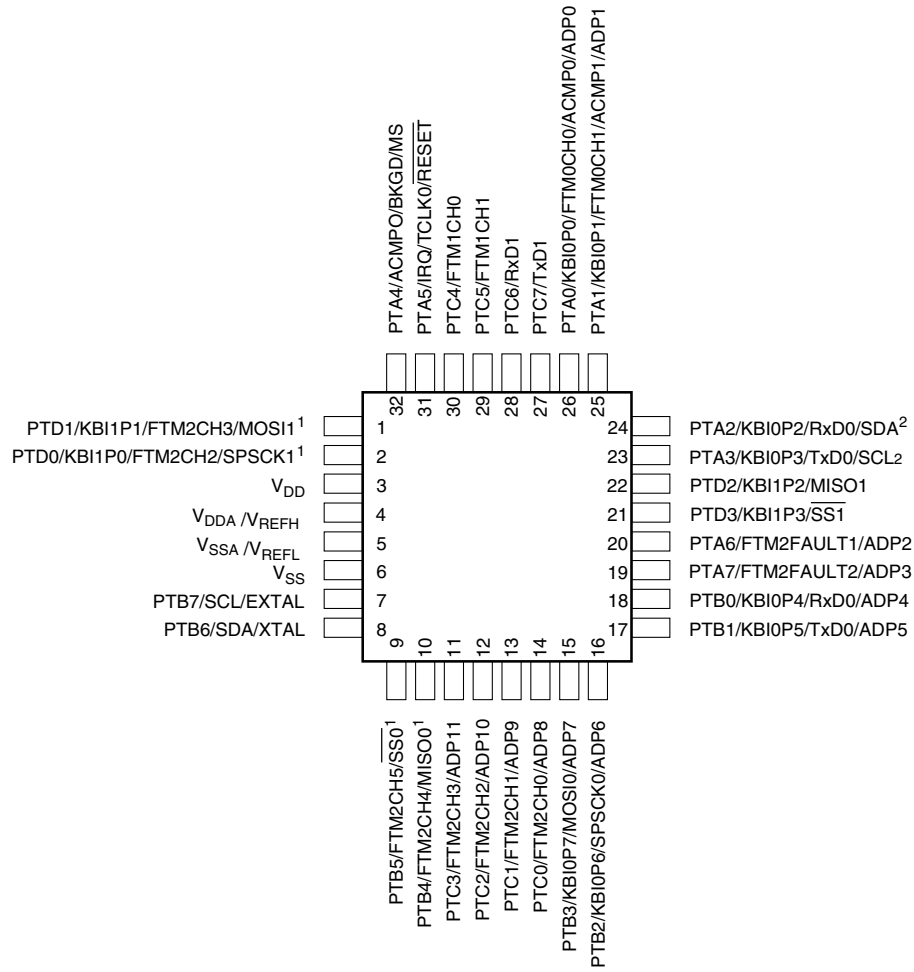 PTA4/ACMPO/BKGD/MS
PTA5/IRQ/TCLK0/RESET
PTC4/FTM1CH0
PTC5/FTM1CH1
PTC6/RxD1
PTC7/TxD1
PTA0/KBI0P0/FTM0CH0/ACMP0/ADP0
PTA1/KBI0P1/FTM0CH1/ACMP1/ADP1
32
31
30
29
28
27
26
25
PTD1/KBI1P1/FTM2CH3/MOSI1¹ 1
PTD0/KBI1P0/FTM2CH2/SPSCK1¹ 2
VDD 3
VDDA /VREFH 4
VSSA /VREFL 5
VSS 6
PTB7/SCL/EXTAL 7
PTB6/SDA/XTAL 8
24 PTA2/KBI0P2/RxD0/SDA²
23 PTA3/KBI0P3/TxD0/SCL2
22 PTD2/KBI1P2/MISO1
21 PTD3/KBI1P3/SS1
20 PTA6/FTM2FAULT1/ADP2
19 PTA7/FTM2FAULT2/ADP3
18 PTB0/KBI0P4/RxD0/ADP4
17 PTB1/KBI0P5/TxD0/ADP5
9
10
11
12
13
14
15
16
PTB5/FTM2CH5/SS0¹
PTB4/FTM2CH4/MISO0¹
PTC3/FTM2CH3/ADP11
PTC2/FTM2CH2/ADP10
PTC1/FTM2CH1/ADP9
PTC0/FTM2CH0/ADP8
PTB3/KBI0P7/MOSI0/ADP7
PTB2/KBI0P6/SPSCK0/ADP6